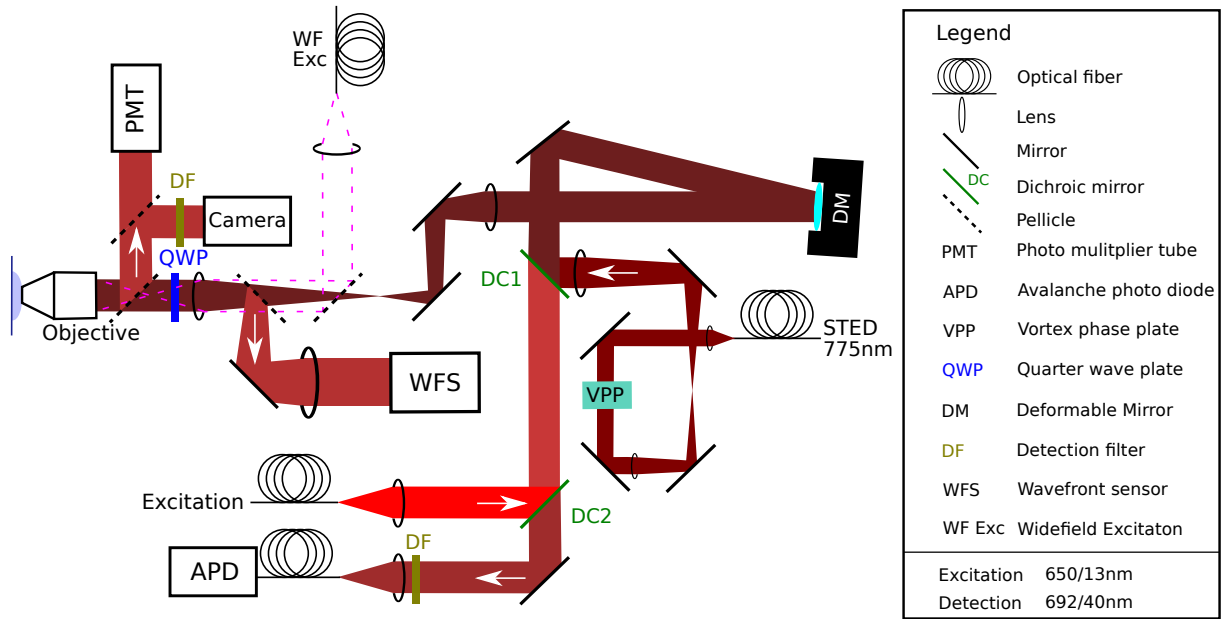 WF
Exc
PMT
DF
Camera
QWP
Objective
WFS
DM
DC1
STED
775nm
VPP
Excitation
DC2
DF
APD
Legend
Optical fiber
Lens
Mirror
DC Dichroic mirror
Pellicle
PMT Photo mulitplier tube
APD Avalanche photo diode
VPP Vortex phase plate
QWP Quarter wave plate
DM Deformable Mirror
DF Detection filter
WFS Wavefront sensor
WF Exc Widefield Excitaton
Excitation 650/13nm
Detection 692/40nm